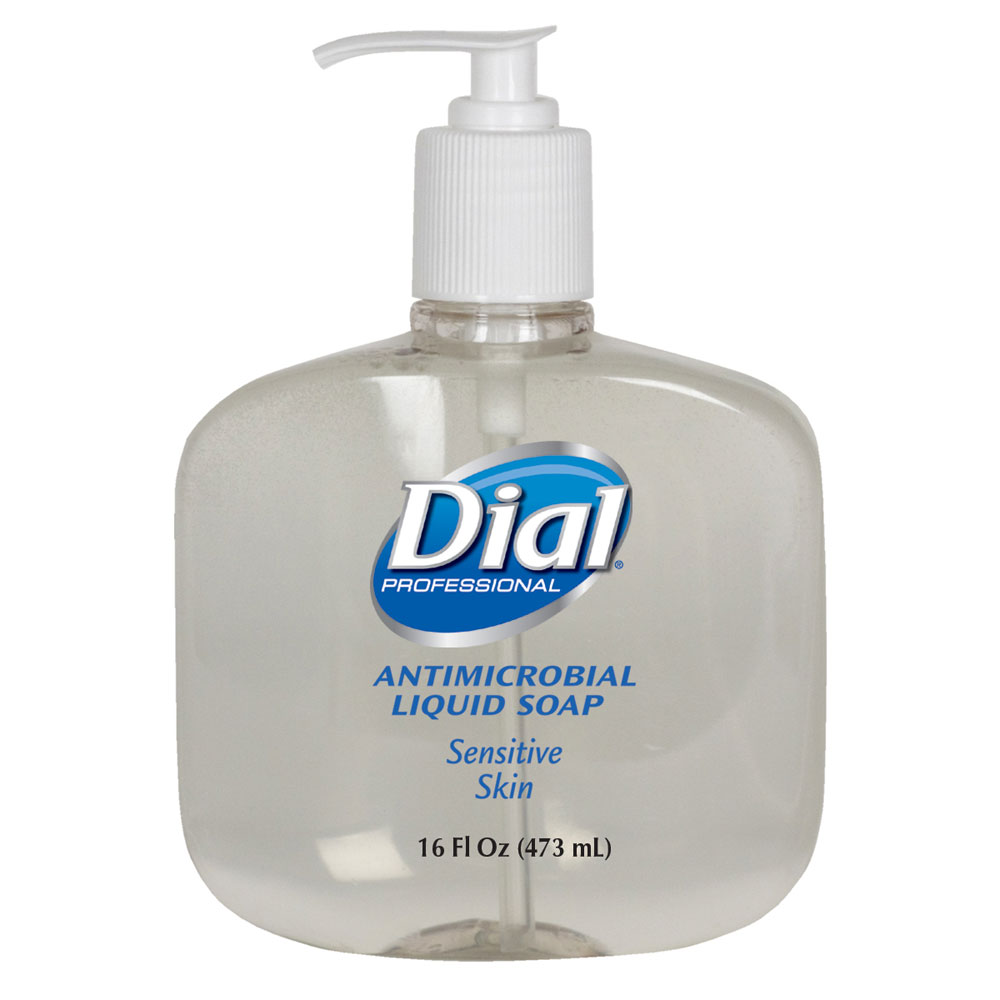 Dial®
PROFESSIONAL
ANTIMICROBIAL
LIQUID SOAP
Sensitive
Skin
16 Fl Oz (473 mL)